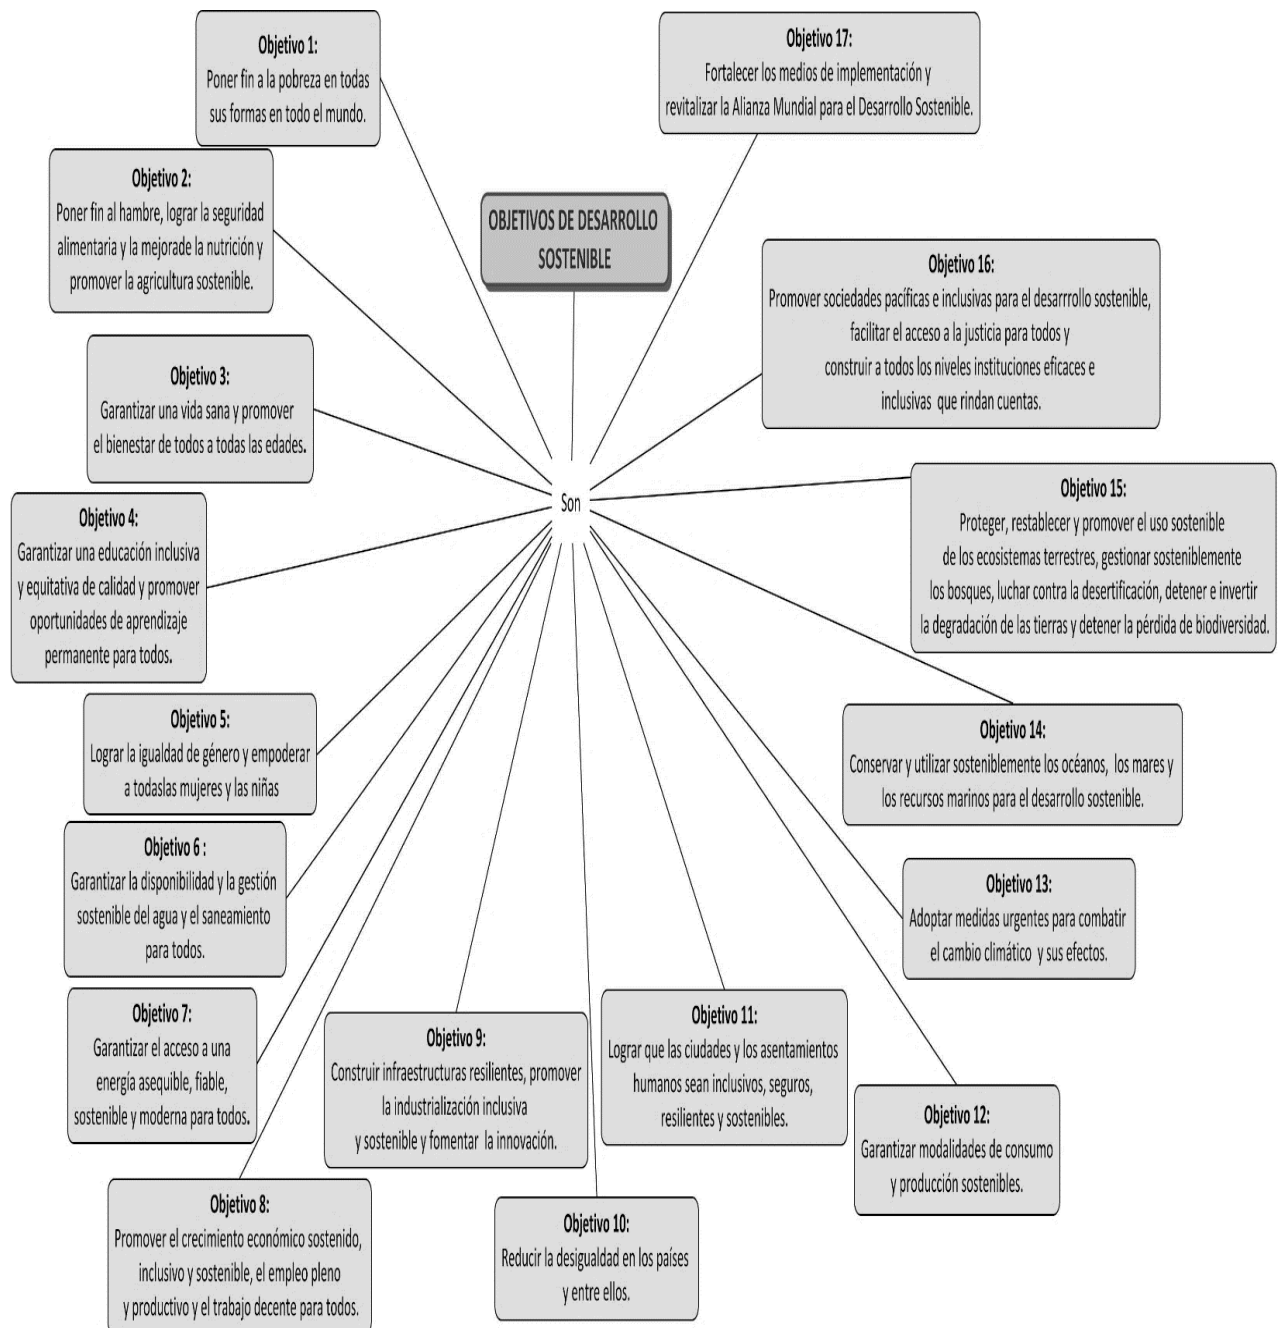 OBJETIVOS DE DESARROLLO
SOSTENIBLE
Son
Objetivo 1:
Poner fin a la pobreza en todas
sus formas en todo el mundo.
Objetivo 2:
Poner fin al hambre, lograr la seguridad
alimentaria y la mejorade la nutrición y
promover la agricultura sostenible.
Objetivo 3:
Garantizar una vida sana y promover
el bienestar de todos a todas las edades.
Objetivo 4:
Garantizar una educación inclusiva
y equitativa de calidad y promover
oportunidades de aprendizaje
permanente para todos.
Objetivo 5:
Lograr la igualdad de género y empoderar
a todaslas mujeres y las niñas
Objetivo 6 :
Garantizar la disponibilidad y la gestión
sostenible del agua y el saneamiento
para todos.
Objetivo 7:
Garantizar el acceso a una
energía asequible, fiable,
sostenible y moderna para todos.
Objetivo 8:
Promover el crecimiento económico sostenido,
inclusivo y sostenible, el empleo pleno
y productivo y el trabajo decente para todos.
Objetivo 9:
Construir infraestructuras resilientes, promover
la industrialización inclusiva
y sostenible y fomentar la innovación.
Objetivo 10:
Reducir la desigualdad en los países
y entre ellos.
Objetivo 11:
Lograr que las ciudades y los asentamientos
humanos sean inclusivos, seguros,
resilientes y sostenibles.
Objetivo 12:
Garantizar modalidades de consumo
y producción sostenibles.
Objetivo 13:
Adoptar medidas urgentes para combatir
el cambio climático y sus efectos.
Objetivo 14:
Conservar y utilizar sosteniblemente los océanos, los mares y
los recursos marinos para el desarrollo sostenible.
Objetivo 15:
Proteger, restablecer y promover el uso sostenible
de los ecosistemas terrestres, gestionar sosteniblemente
los bosques, luchar contra la desertificación, detener e invertir
la degradación de las tierras y detener la pérdida de biodiversidad.
Objetivo 16:
Promover sociedades pacíficas e inclusivas para el desarrrollo sostenible,
facilitar el acceso a la justicia para todos y
construir a todos los niveles instituciones eficaces e
inclusivas que rindan cuentas.
Objetivo 17:
Fortalecer los medios de implementación y
revitalizar la Alianza Mundial para el Desarrollo Sostenible.